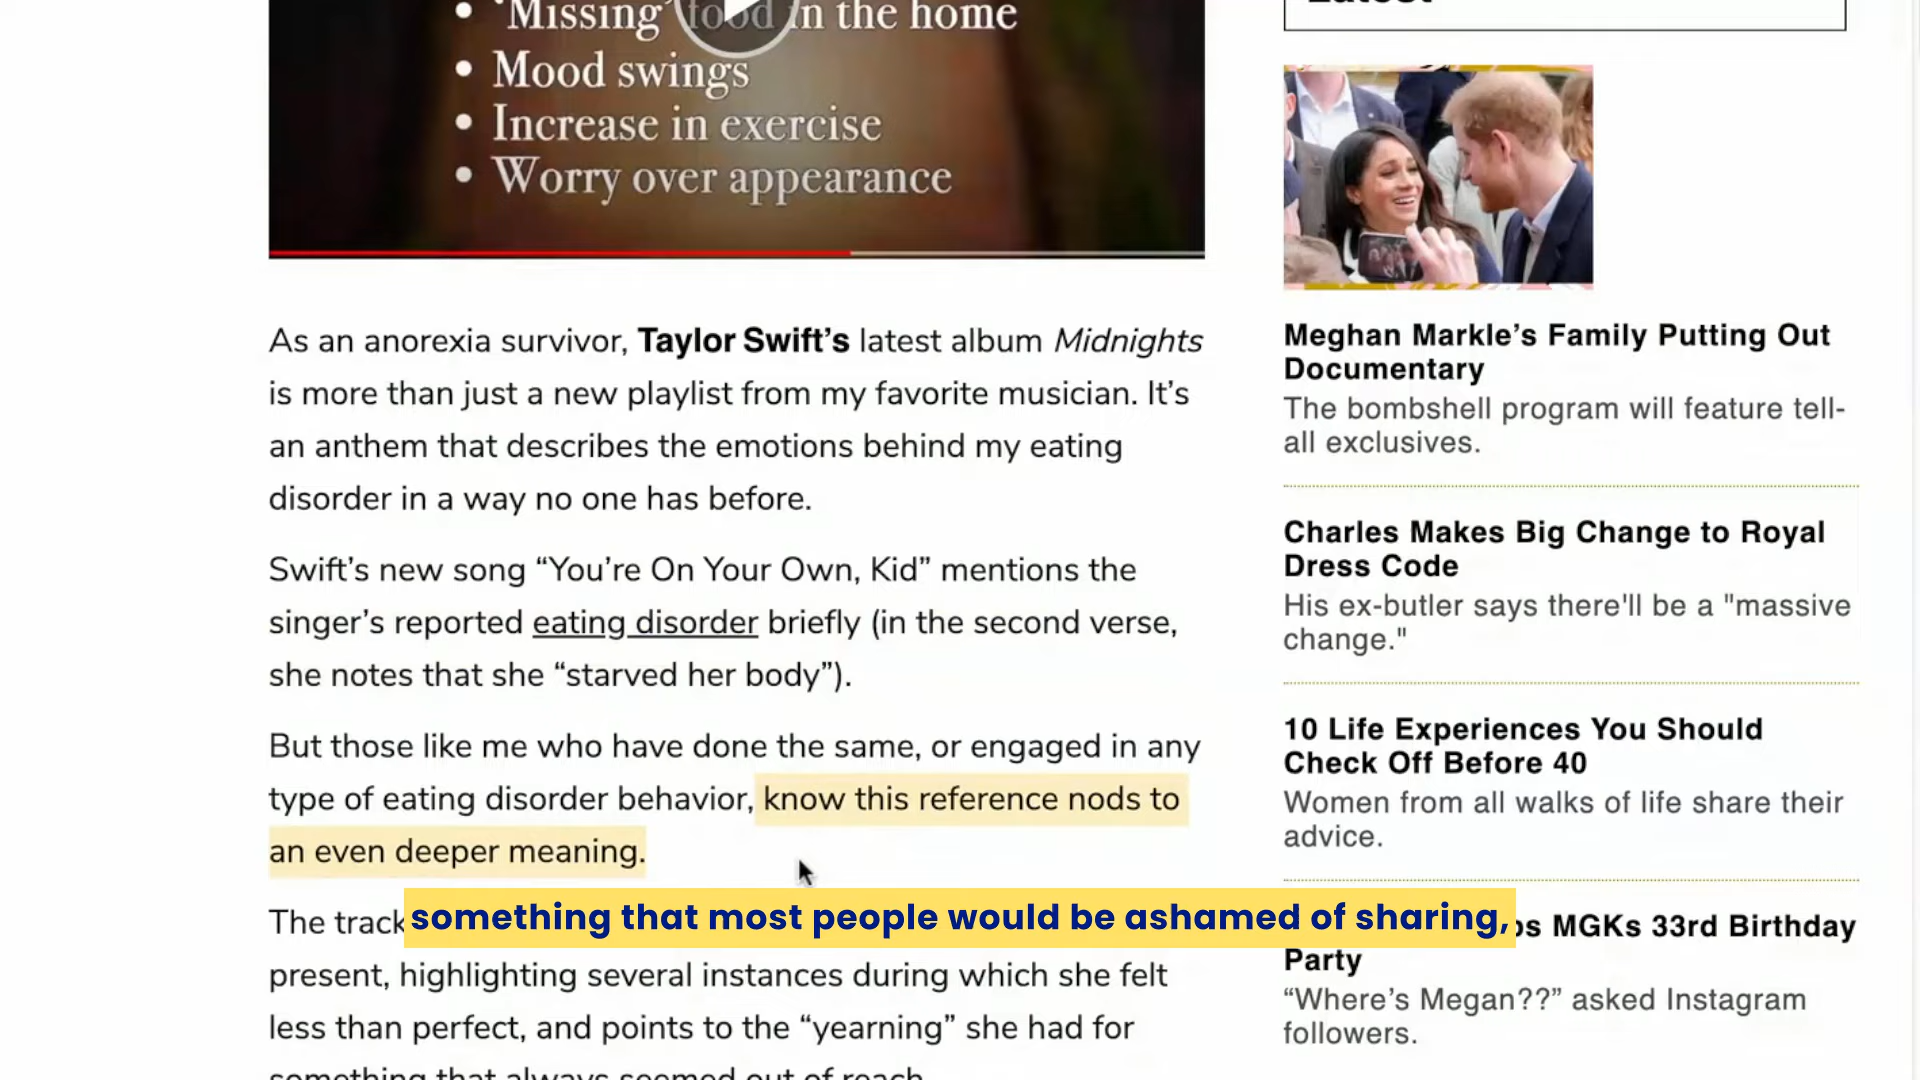 • ‘Missing’ food in the home
• Mood swings
• Increase in exercise
• Worry over appearance
As an anorexia survivor, Taylor Swift’s latest album Midnights
is more than just a new playlist from my favorite musician. It’s
an anthem that describes the emotions behind my eating
disorder in a way no one has before.
Swift’s new song “You’re On Your Own, Kid” mentions the
singer’s reported eating disorder briefly (in the second verse,
she notes that she “starved her body”).
But those like me who have done the same, or engaged in any
type of eating disorder behavior, know this reference nods to
an even deeper meaning.
The track
something that most people would be ashamed of sharing,
present, highlighting several instances during which she felt
less than perfect, and points to the “yearning” she had for
something that always seemed out of reach
Latest
Meghan Markle’s Family Putting Out
Documentary
The bombshell program will feature tell-
all exclusives.
Charles Makes Big Change to Royal
Dress Code
His ex-butler says there'll be a "massive
change."
10 Life Experiences You Should
Check Off Before 40
Women from all walks of life share their
advice.
MGKs 33rd Birthday
Party
“Where’s Megan??” asked Instagram
followers.